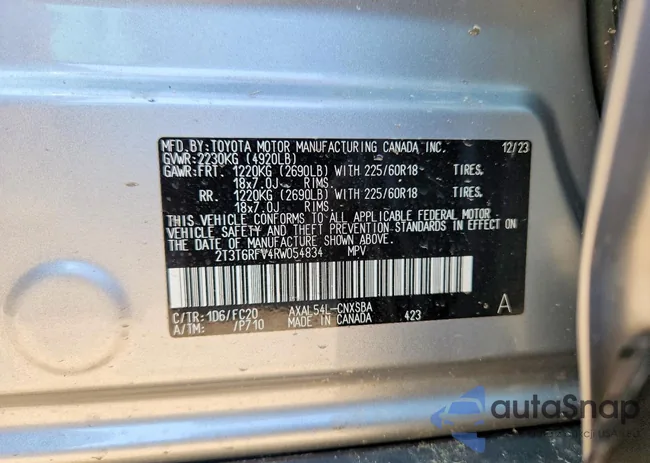 MFD.BY:TOYOTA MOTOR MANUFACTURING CANADA INC. 12/23
GVWR:2230KG (4920LB)
GAWR:FRT. 1220KG (2690LB) WITH 225/60R18 TIRES.
18x7.0J RIMS.
RR. 1220KG (2690LB) WITH 225/60R18 TIRES.
18x7.0J RIMS.
THIS VEHICLE CONFORMS TO ALL APPLICABLE FEDERAL MOTOR
VEHICLE SAFETY AND THEFT PREVENTION STANDARDS IN EFFECT ON
THE DATE OF MANUFACTURE SHOWN ABOVE.
2T3T6RFV4RW054834 MPV
C/TR:1D6/FC20 AXAL54L-CNXSBA A
A/TM: /P710 MADE IN CANADA 423
autoSnap